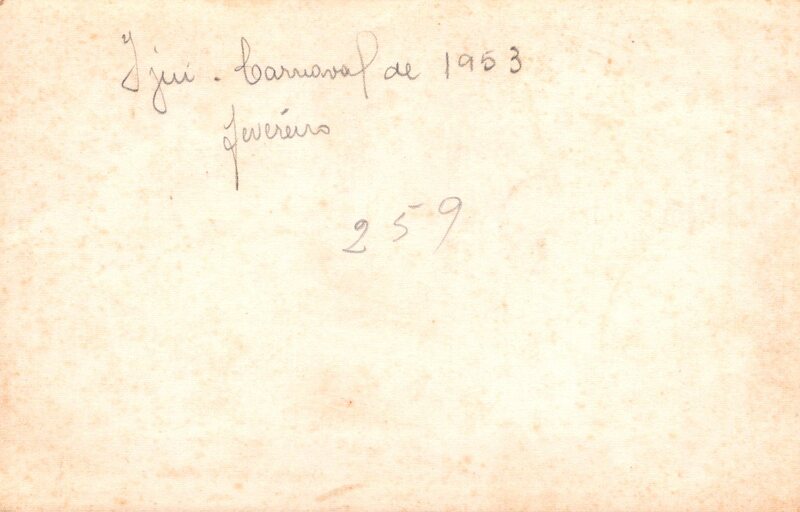 Ijuí - Carnaval de 1953
fevereiro
259